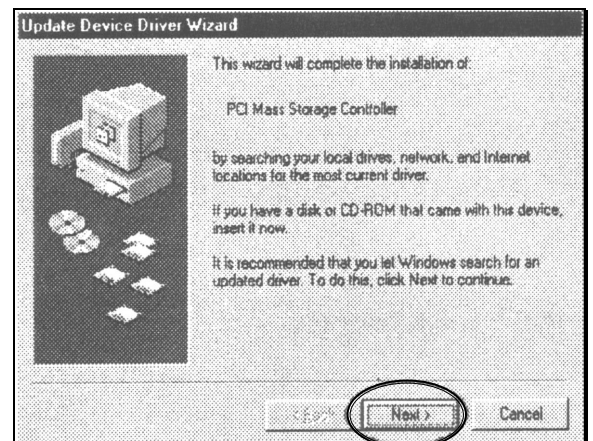 Update Device Driver Wizard
This wizard will complete the installation of:
PCI Mass Storage Controller
by searching your local drives, network, and Internet
locations for the most current driver.
If you have a disk or CD-ROM that came with this device,
insert it now.
It is recommended that you let Windows search for an
updated driver. To do this, click Next to continue.
< Back
Next >
Cancel